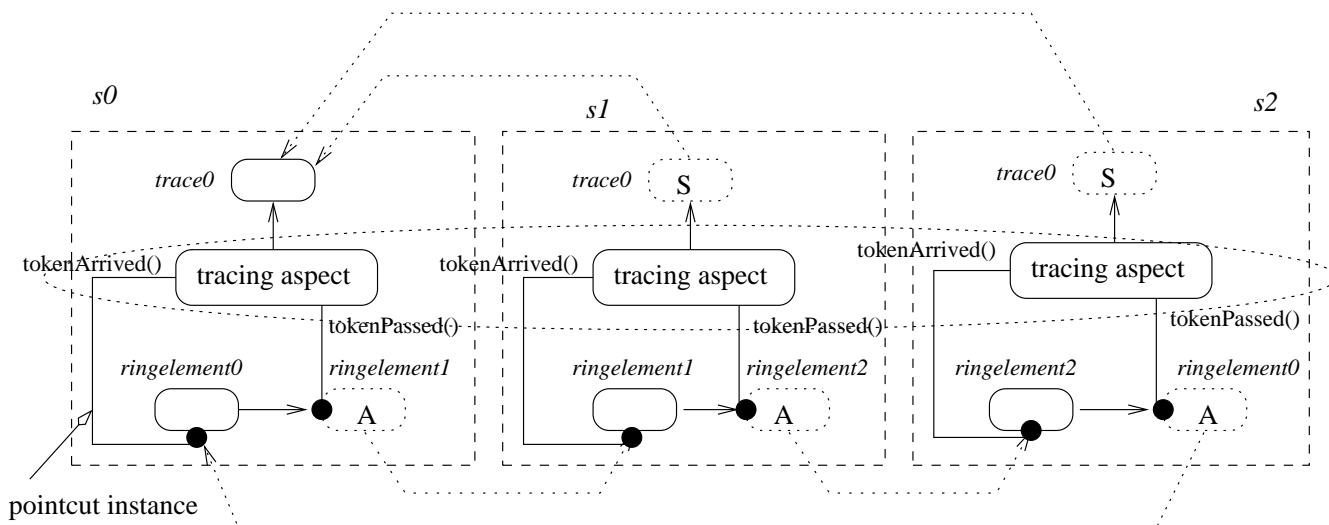 s0
s1
s2
trace0
trace0
S
trace0
S
tokenArrived()
tracing aspect
tokenArrived()
tracing aspect
tokenArrived()
tracing aspect
tokenPassed()
tokenPassed()
tokenPassed()
ringelement0
ringelement1
ringelement1
ringelement2
ringelement2
ringelement0
A
A
A
pointcut instance